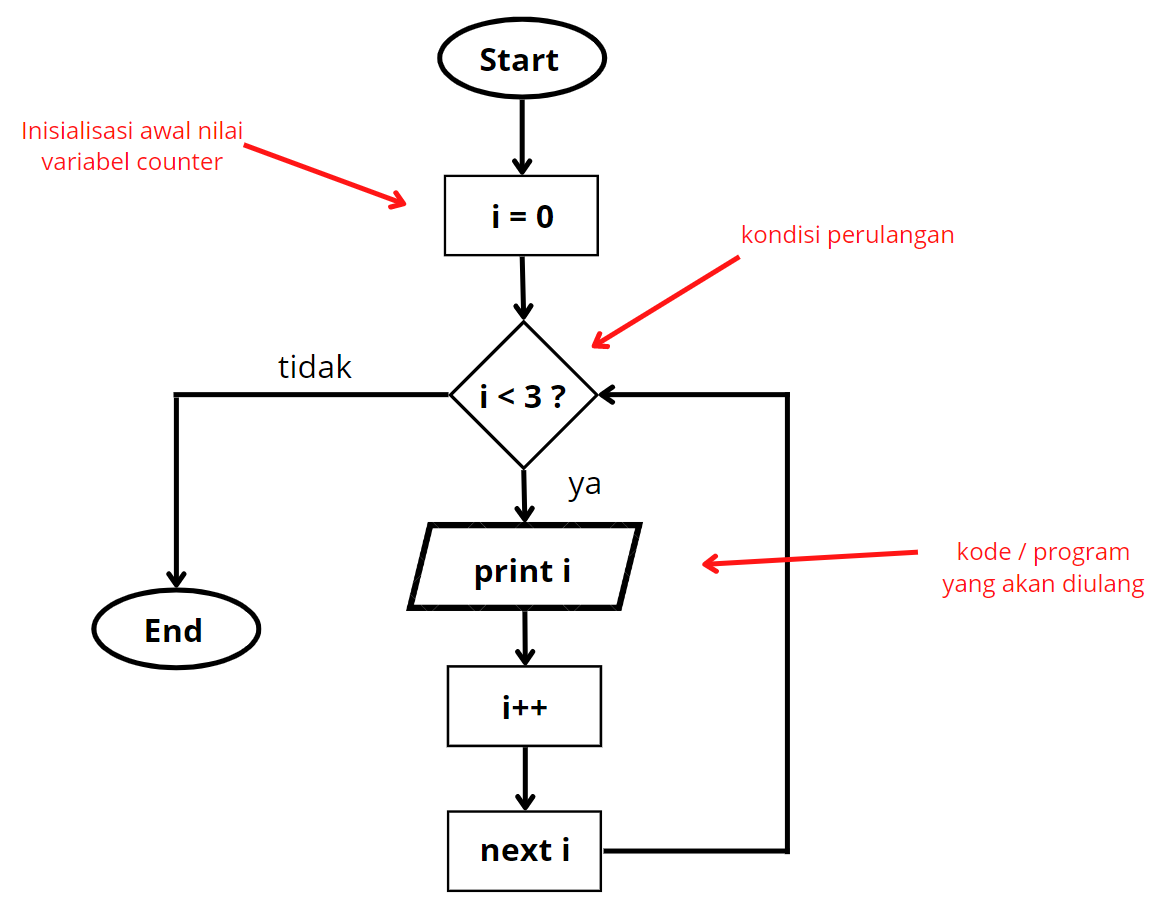 Start
Inisialisasi awal nilai
variabel counter
i = 0
kondisi perulangan
tidak
i < 3 ?
ya
print i
kode / program
yang akan diulang
End
i++
next i